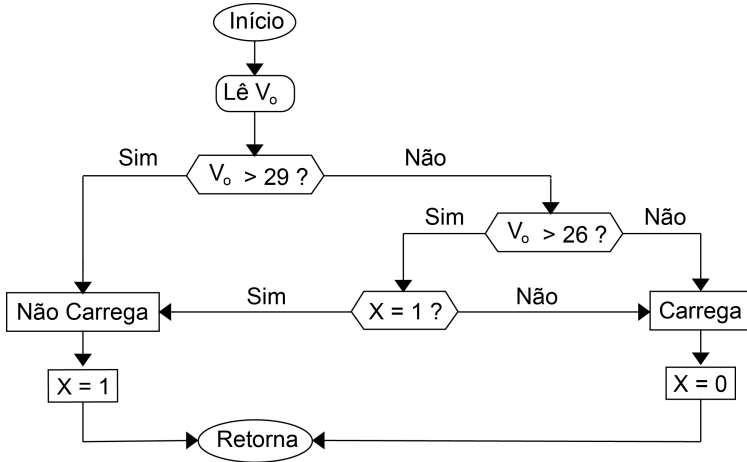 Início
Lê Vₒ
Sim
Não
Vₒ > 29 ?
Sim
Não
Vₒ > 26 ?
Não Carrega
Sim
X = 1 ?
Não
Carrega
X = 1
X = 0
Retorna